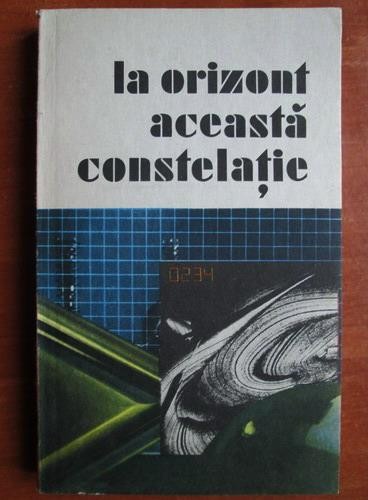 la orizont
această
constelație
0234